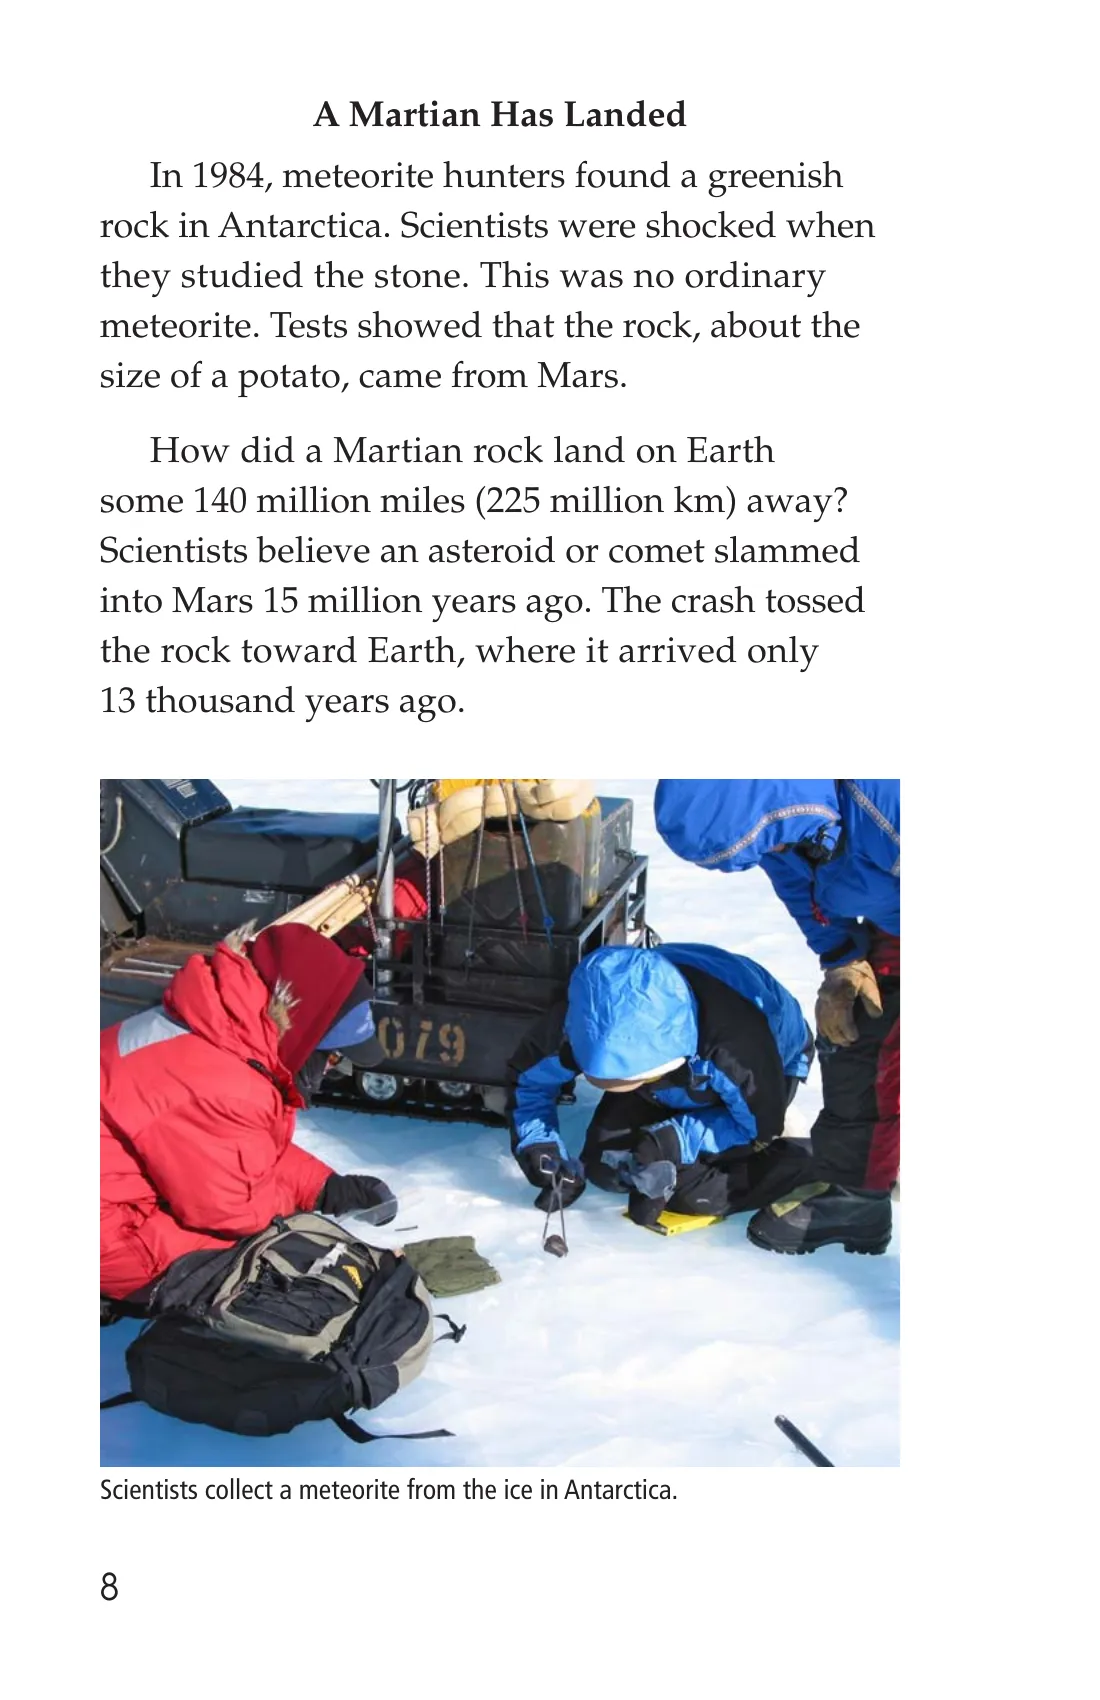 A Martian Has Landed
In 1984, meteorite hunters found a greenish
rock in Antarctica. Scientists were shocked when
they studied the stone. This was no ordinary
meteorite. Tests showed that the rock, about the
size of a potato, came from Mars.
How did a Martian rock land on Earth
some 140 million miles (225 million km) away?
Scientists believe an asteroid or comet slammed
into Mars 15 million years ago. The crash tossed
the rock toward Earth, where it arrived only
13 thousand years ago.
079
Scientists collect a meteorite from the ice in Antarctica.
8